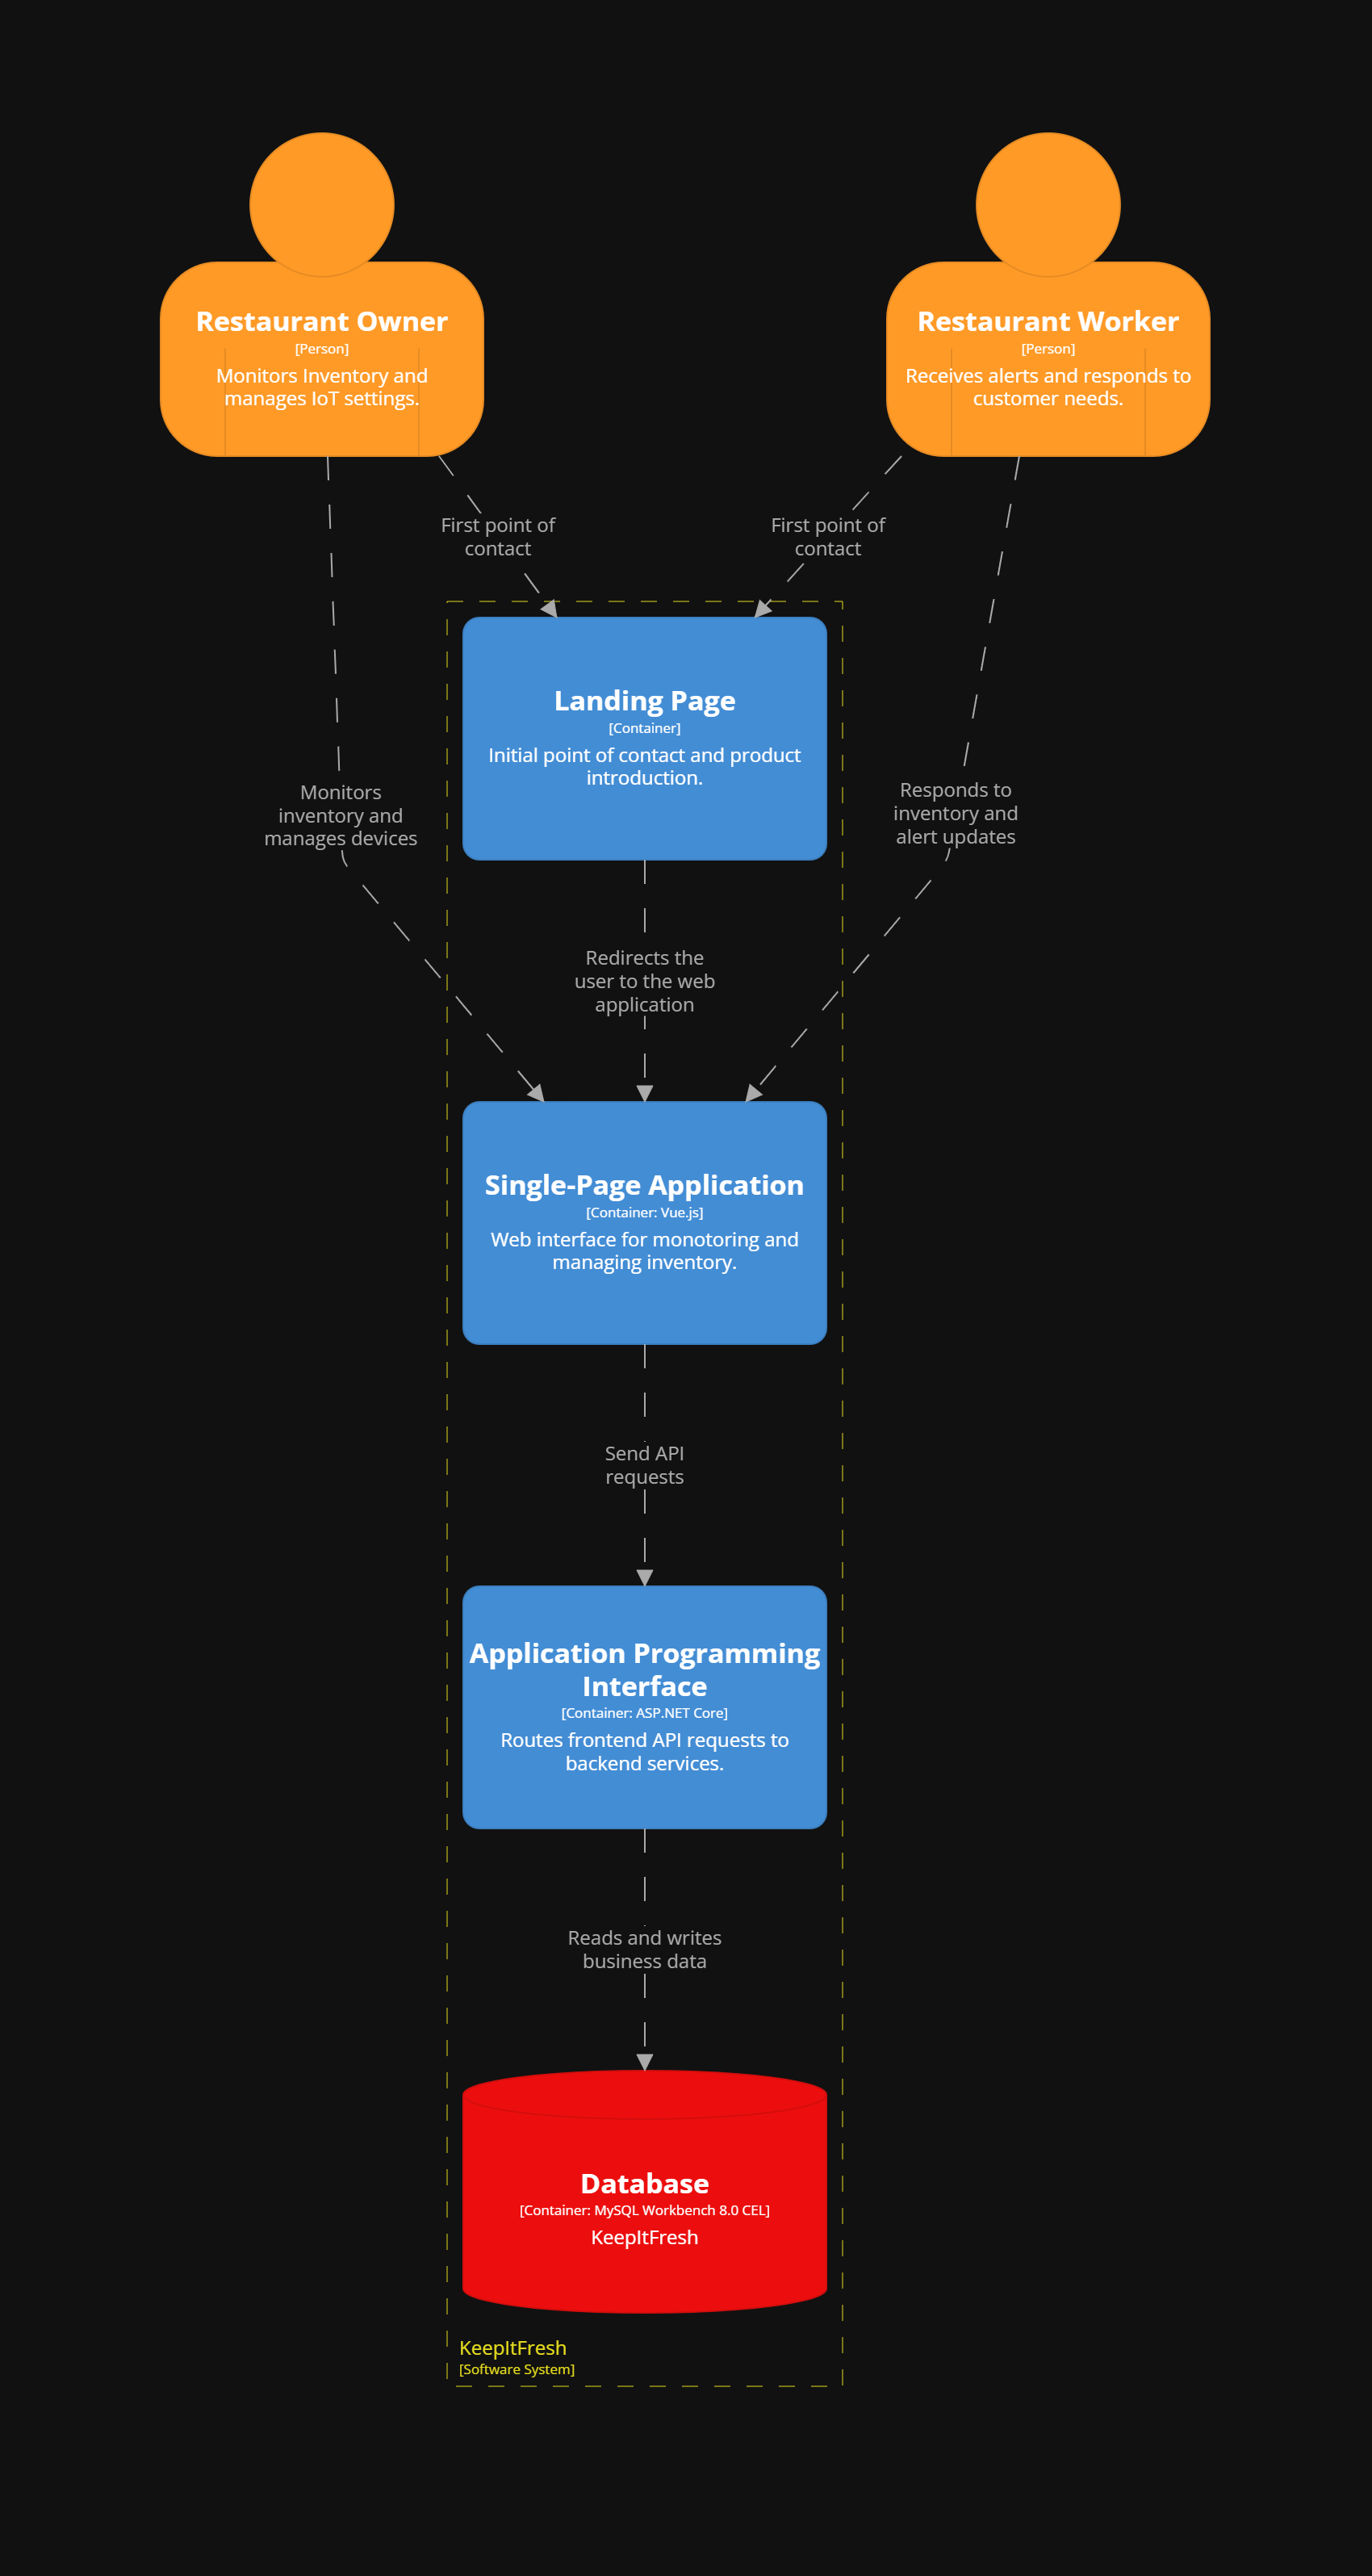 Restaurant Owner
[Person]
Monitors Inventory and
manages IoT settings.
Restaurant Worker
[Person]
Receives alerts and responds to
customer needs.
First point of
contact
First point of
contact
Landing Page
[Container]
Initial point of contact and product
introduction.
Monitors
inventory and
manages devices
Responds to
inventory and
alert updates
Redirects the
user to the web
application
Single-Page Application
[Container: Vue.js]
Web interface for monotoring and
managing inventory.
Send API
requests
Application Programming
Interface
[Container: ASP.NET Core]
Routes frontend API requests to
backend services.
Reads and writes
business data
Database
[Container: MySQL Workbench 8.0 CEL]
KeepItFresh
KeepItFresh
[Software System]